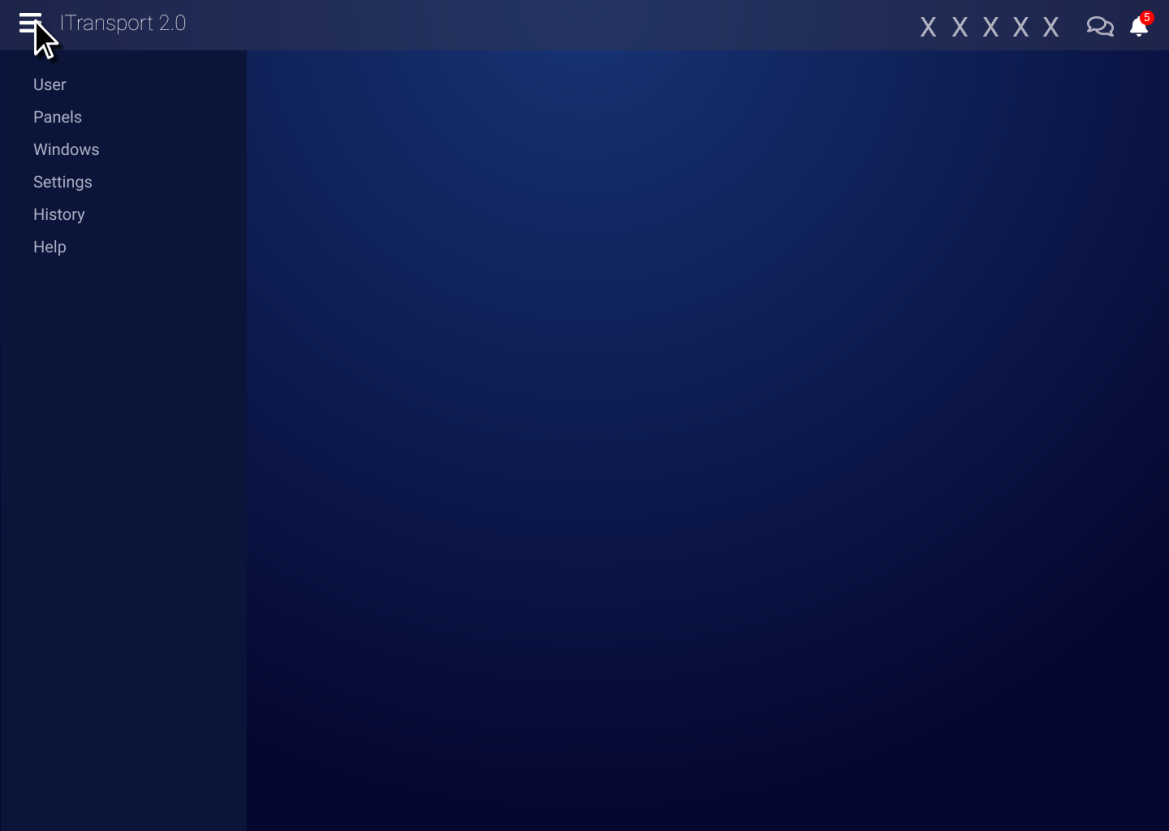 ITransport 2.0
X X X X X
5
User
Panels
Windows
Settings
History
Help